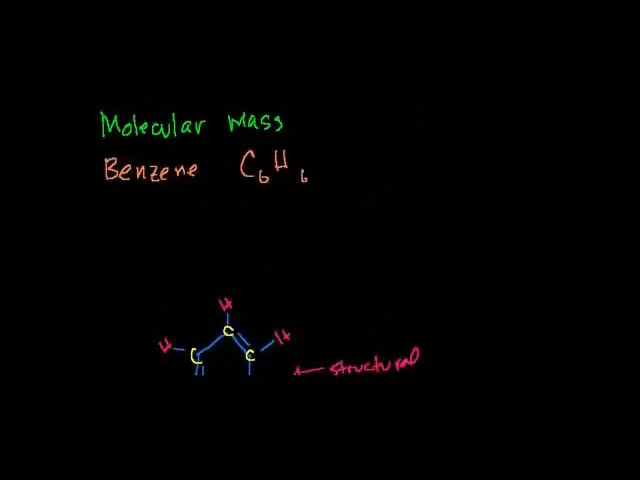 Molecular mass
Benzene C₆H₆
H
H
C
H
C
C
structural